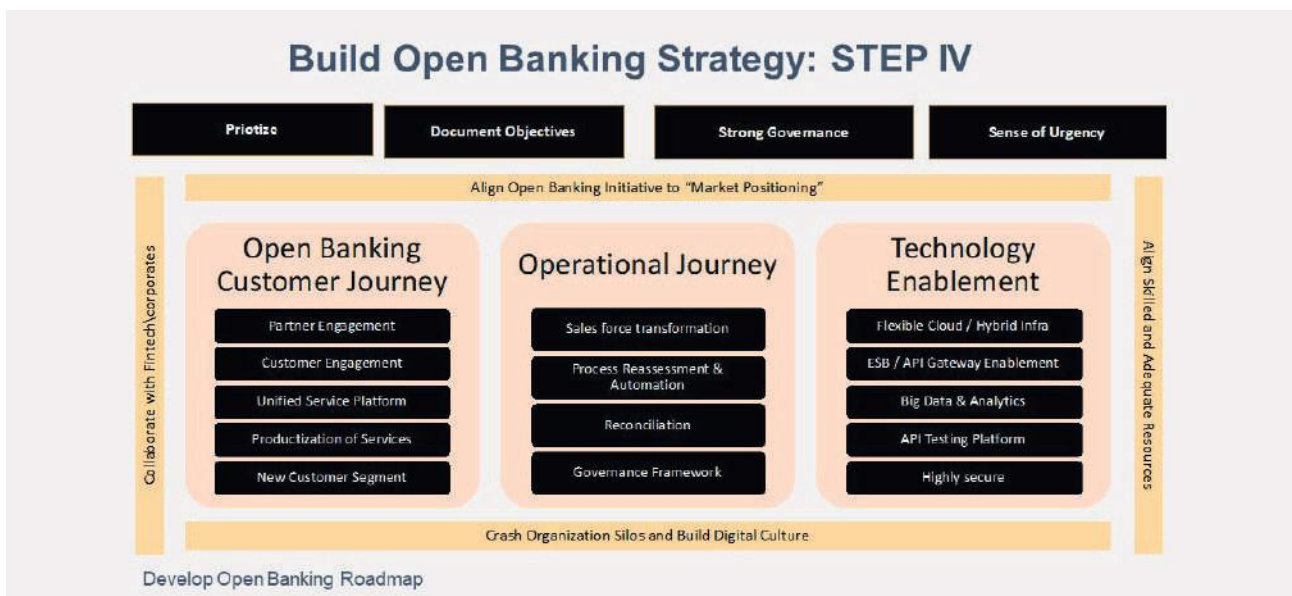 Build Open Banking Strategy: STEP IV
Priotize
Document Objectives
Strong Governance
Sense of Urgency
Align Open Banking Initiative to “Market Positioning”
Collaborate with Fintech\corporates
Open Banking
Customer Journey
Partner Engagement
Customer Engagement
Unified Service Platform
Productization of Services
New Customer Segment
Operational Journey
Sales force transformation
Process Reassessment &
Automation
Reconciliation
Governance Framework
Technology
Enablement
Flexible Cloud / Hybrid Infra
ESB / API Gateway Enablement
Big Data & Analytics
API Testing Platform
Highly secure
Align Skilled and Adequate Resources
Crash Organization Silos and Build Digital Culture
Develop Open Banking Roadmap